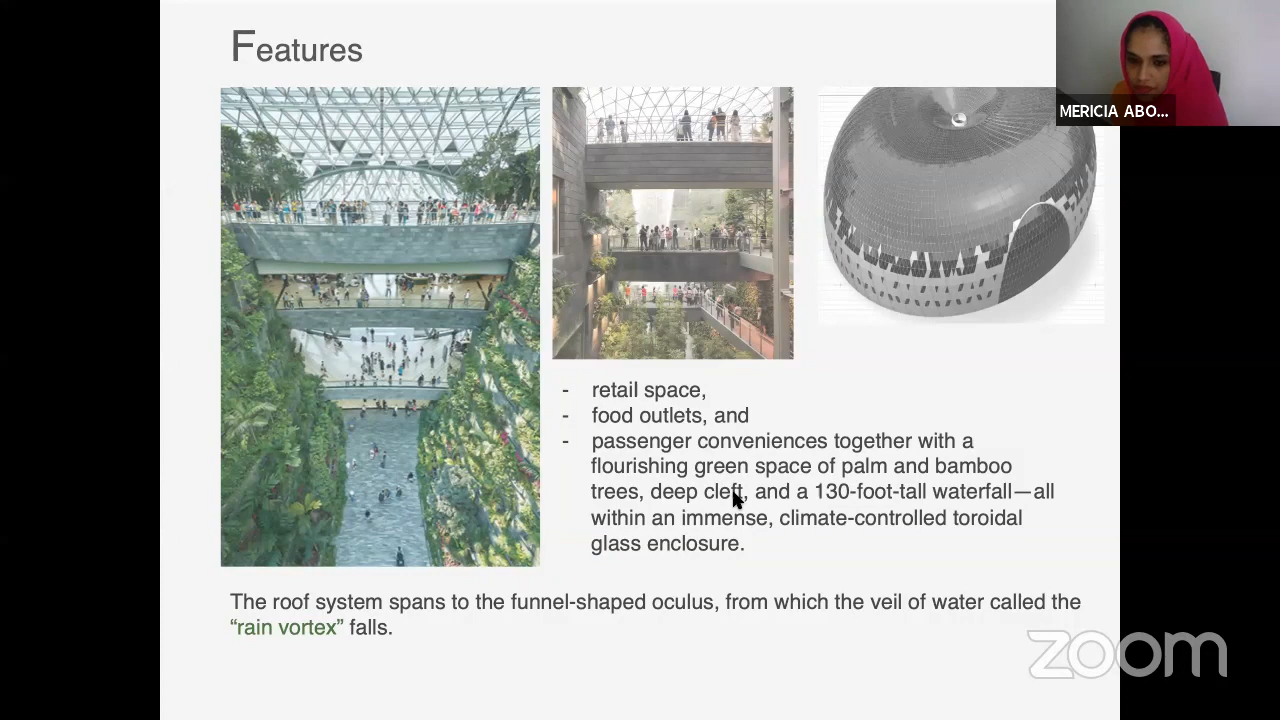 Features
MERICIA ABO...
- retail space,
- food outlets, and
- passenger conveniences together with a
flourishing green space of palm and bamboo
trees, deep cleft, and a 130-foot-tall waterfall—all
within an immense, climate-controlled toroidal
glass enclosure.
The roof system spans to the funnel-shaped oculus, from which the veil of water called the
“rain vortex” falls.
zoom